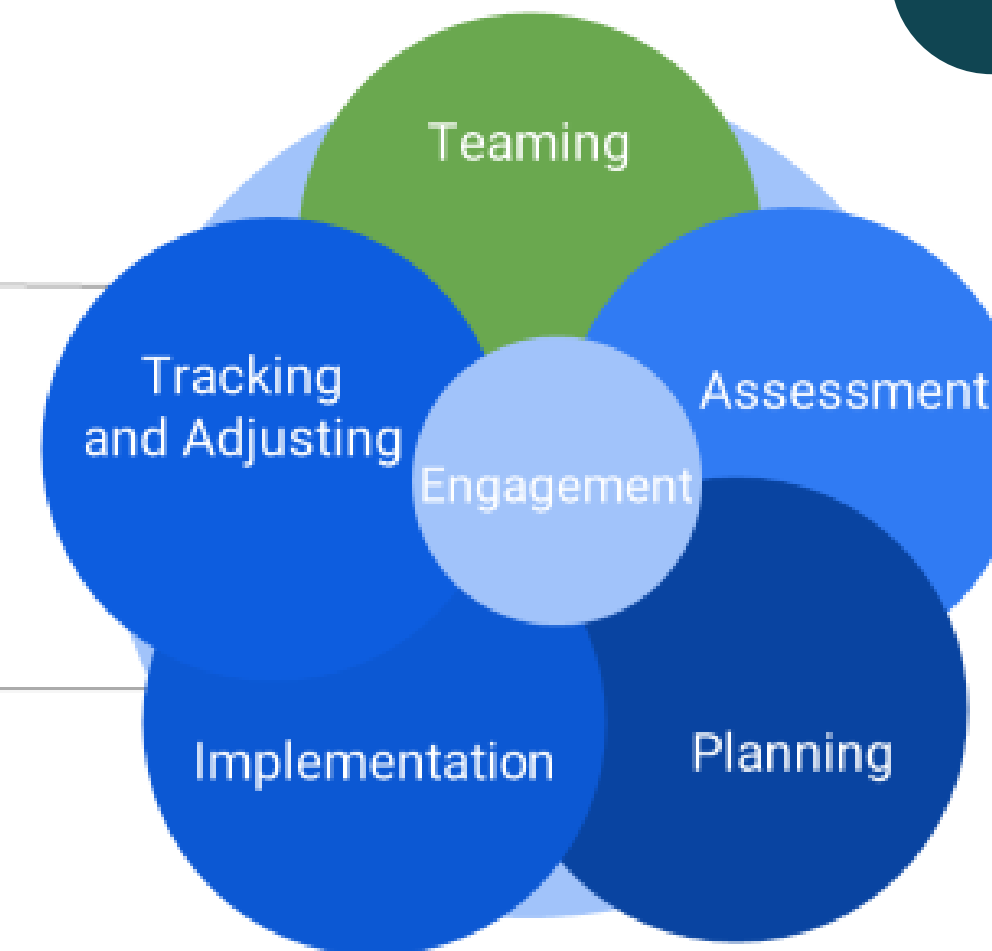 Teaming
Assessment
Tracking
and Adjusting
Engagement
Planning
Implementation